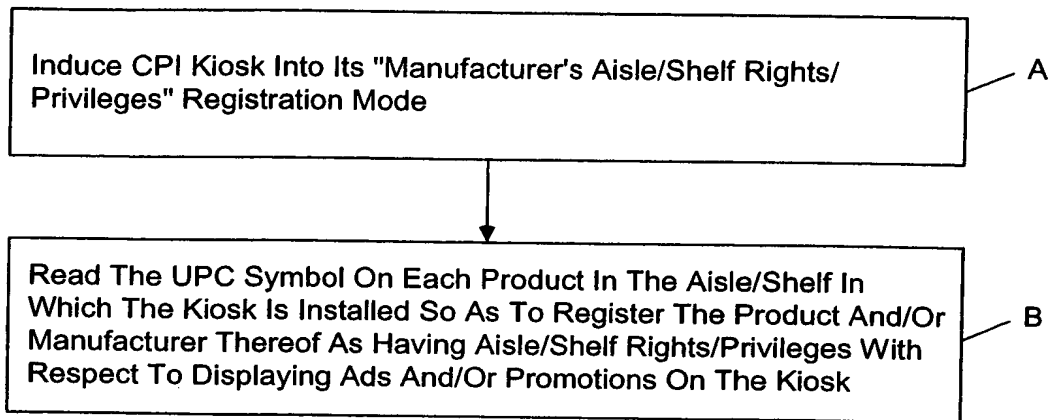 Induce CPI Kiosk Into Its "Manufacturer's Aisle/Shelf Rights/
Privileges" Registration Mode
A
Read The UPC Symbol On Each Product In The Aisle/Shelf In
Which The Kiosk Is Installed So As To Register The Product And/Or
Manufacturer Thereof As Having Aisle/Shelf Rights/Privileges With
Respect To Displaying Ads And/Or Promotions On The Kiosk
B